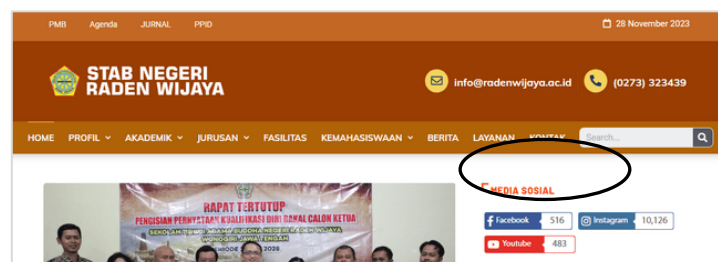 PMB Agenda JURNAL PPID 28 November 2023
STAB NEGERI
RADEN WIJAYA
info@radenwijaya.ac.id (0273) 323439
HOME PROFIL AKADEMIK JURUSAN FASILITAS KEMAHASISWAAN BERITA LAYANAN KONTAK Search...
RAPAT TERTUTUP
PENGISIAN PERNYATAAN KUALIFIKASI DIRI BAKAL CALON KETUA
SEKOLAH TINGGI AGAMA BUDDHA NEGERI RADEN WIJAYA
WONOGIRI JAWA TENGAH
2026
MEDIA SOSIAL
Facebook 516 Instagram 10,126
Youtube 483